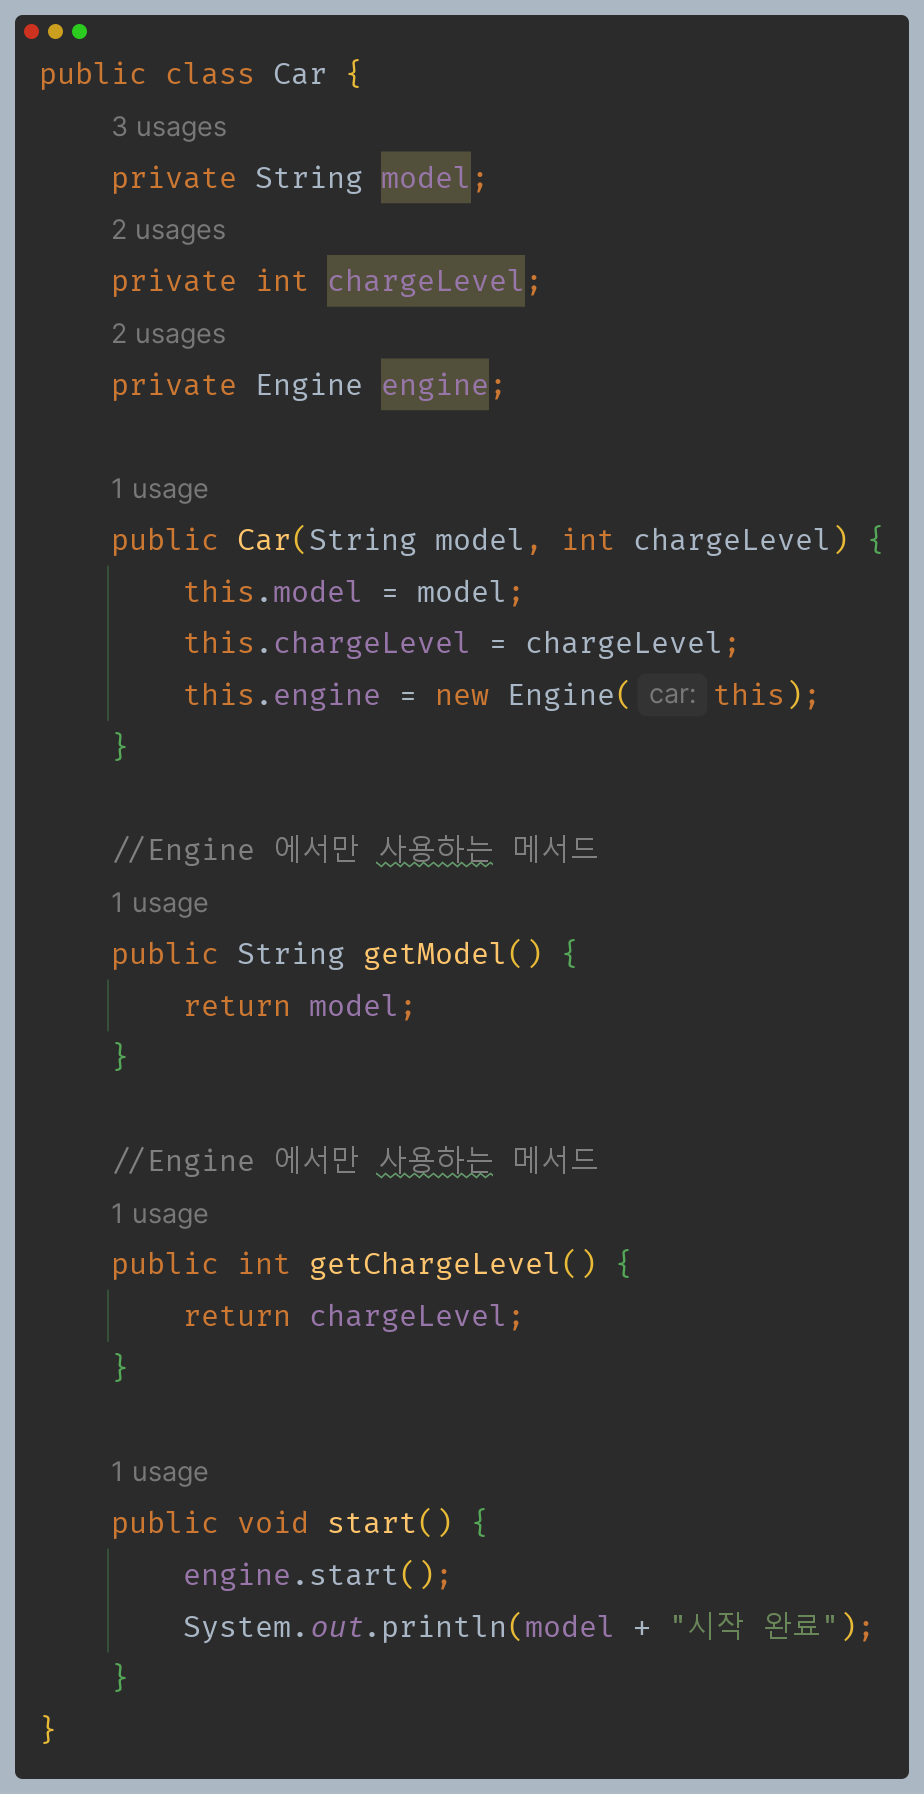 public class Car {
3 usages
private String model;
2 usages
private int chargeLevel;
2 usages
private Engine engine;
1 usage
public Car(String model, int chargeLevel) {
this.model = model;
this.chargeLevel = chargeLevel;
this.engine = new Engine( car: this);
}
//Engine 에서만 사용하는 메서드
1 usage
public String getModel() {
return model;
}
//Engine 에서만 사용하는 메서드
1 usage
public int getChargeLevel() {
return chargeLevel;
}
1 usage
public void start() {
engine.start();
System.out.println(model + "시작 완료");
}
}